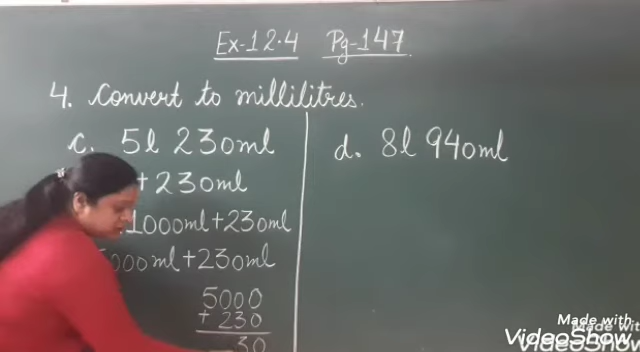 Ex-12.4 Pg-147
4. Convert to millilitres.
c. 5l 230ml
+ 230ml
1000ml+230ml
000ml+230ml
5000
+ 230
30
d. 8l 940ml
Made with
VideoShow